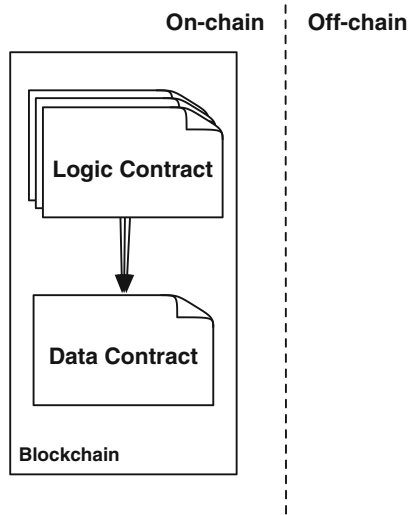 On-chain
Off-chain
Logic Contract
Data Contract
Blockchain